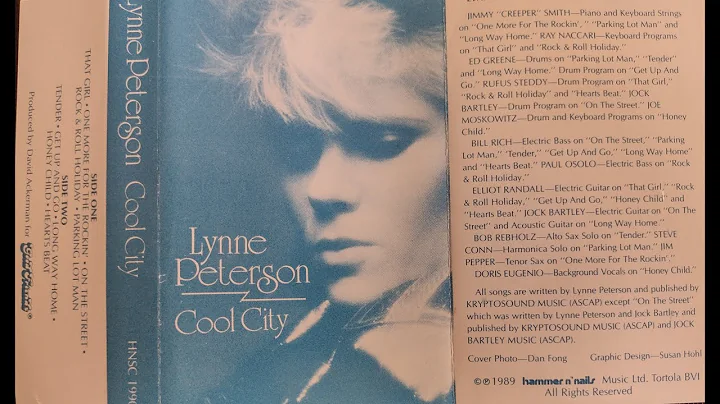 SIDE ONE
THAT GIRL • ONE MORE FOR THE ROCKIN' • ON THE STREET •
ROCK & ROLL HOLIDAY • PARKING LOT MAN
SIDE TWO
TENDER • GET UP AND GO • LONG WAY HOME •
HONEY CHILD • HEARTS BEAT
Produced by David Ackerman for
Lynne Peterson Cool City
HNSC 1990
Lynne
Peterson
Cool City
JIMMY "CREEPER" SMITH—Piano and Keyboard Strings
on "One More For The Rockin'," "Parking Lot Man" and
"Long Way Home." RAY NACCARI—Keyboard Programs
on "That Girl" and "Rock & Roll Holiday."
ED GREENE—Drums on "Parking Lot Man," "Tender"
and "Long Way Home." Drum Program on "Get Up And
Go." RUFUS STEDDY—Drum Program on "That Girl,"
"Rock & Roll Holiday" and "Hearts Beat." JOCK
BARTLEY—Drum Program on "On The Street." JOE
MOSKOWITZ—Drum and Keyboard Programs on "Honey
Child."
BILL RICH—Electric Bass on "On The Street," "Parking
Lot Man," 'Tender," "Get Up And Go," "Long Way Home"
and "Hearts Beat." PAUL OSOLO—Electric Bass on "Rock
& Roll Holiday."
ELLIOT RANDALL—Electric Guitar on "That Girl." "Rock
& Roll Holiday," "Get Up And Go," "Honey Child" and
"Hearts Beat." JOCK BARTLEY—Electric Guitar on "On The
Street" and Acoustic Guitar on "Long Way Home."
BOB REBHOLZ—Alto Sax Solo on "Tender." STEVE
CONN—Harmonica Solo on "Parking Lot Man." JIM
PEPPER—Tenor Sax on "One More For The Rockin'."
DORIS EUGENIO—Background Vocals on "Honey Child."
All songs are written by Lynne Peterson and published by
KRYPTOSOUND MUSIC (ASCAP) except "On the Street"
which was written by Lynne Peterson and Jock Bartley and
published by KRYPTOSOUND MUSIC (ASCAP) and JOCK
BARTLEY MUSIC (ASCAP).
Cover Photo—Dan Fong Graphic Design—Susan Hohl
©℗1989 hammer n' nails Music Ltd. Tortola BVI
All Rights Reserved